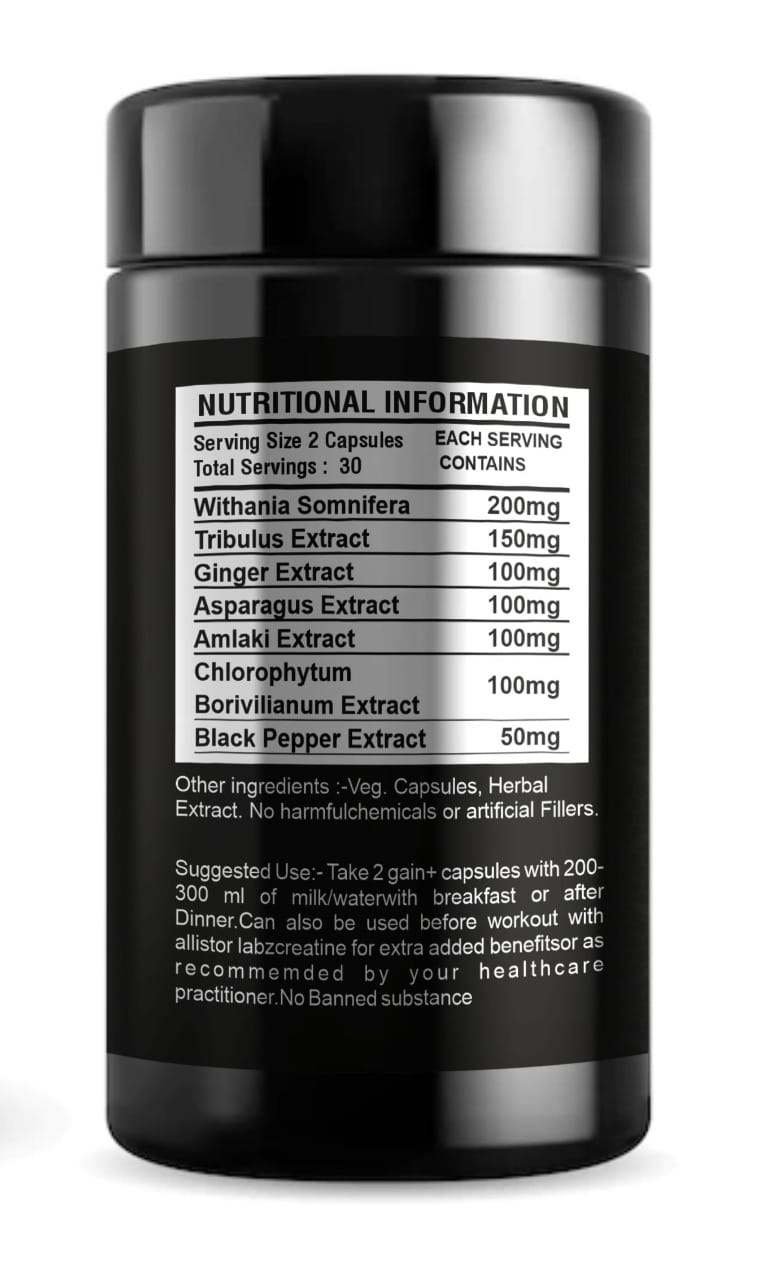 NUTRITIONAL INFORMATION
Serving Size 2 Capsules EACH SERVING
Total Servings : 30 CONTAINS
Withania Somnifera 200mg
Tribulus Extract 150mg
Ginger Extract 100mg
Asparagus Extract 100mg
Amlaki Extract 100mg
Chlorophytum
Borivilianum Extract 100mg
Black Pepper Extract 50mg
Other ingredients :-Veg. Capsules, Herbal
Extract. No harmfulchemicals or artificial Fillers.
Suggested Use:- Take 2 gain+ capsules with 200-
300 ml of milk/waterwith breakfast or after
Dinner.Can also be used before workout with
allistor labzcreatine for extra added benefitsor as
recommemded by your healthcare
practitioner.No Banned substance